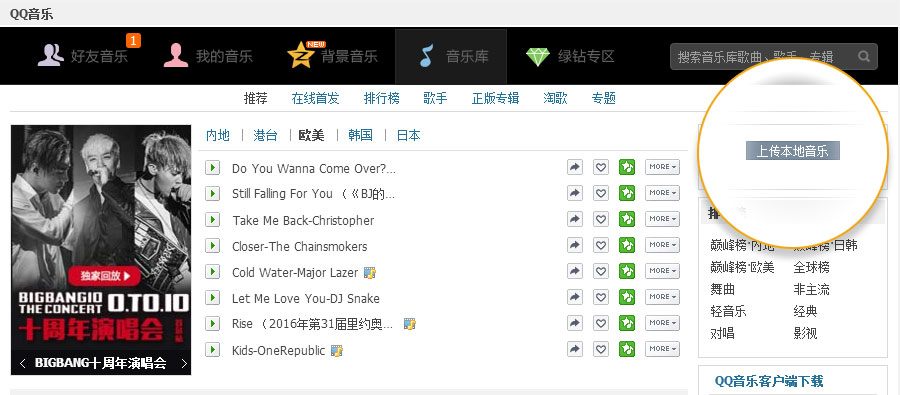 QQ音乐
好友音乐 1 我的音乐 NEW 背景音乐 音乐库 绿钻专区 搜索音乐库歌曲、歌手、专辑
推荐 在线首发 排行榜 歌手 正版专辑 淘歌 专题
内地 | 港台 | 欧美 | 韩国 | 日本
Do You Wanna Come Over?... MORE
Still Falling For You （《BJ的... MORE
Take Me Back-Christopher MORE
Closer-The Chainsmokers MORE
Cold Water-Major Lazer MORE
Let Me Love You-DJ Snake MORE
Rise （2016年第31届里约奥... MORE
Kids-OneRepublic MORE
独家回放
BIGBANG10
THE CONCERT
0.TO.10
十周年演唱会
BIGBANG十周年演唱会
上传本地音乐
巅峰榜·内地 巅峰榜·日韩
巅峰榜·欧美 全球榜
舞曲 非主流
轻音乐 经典
对唱 影视
QQ音乐客户端下载